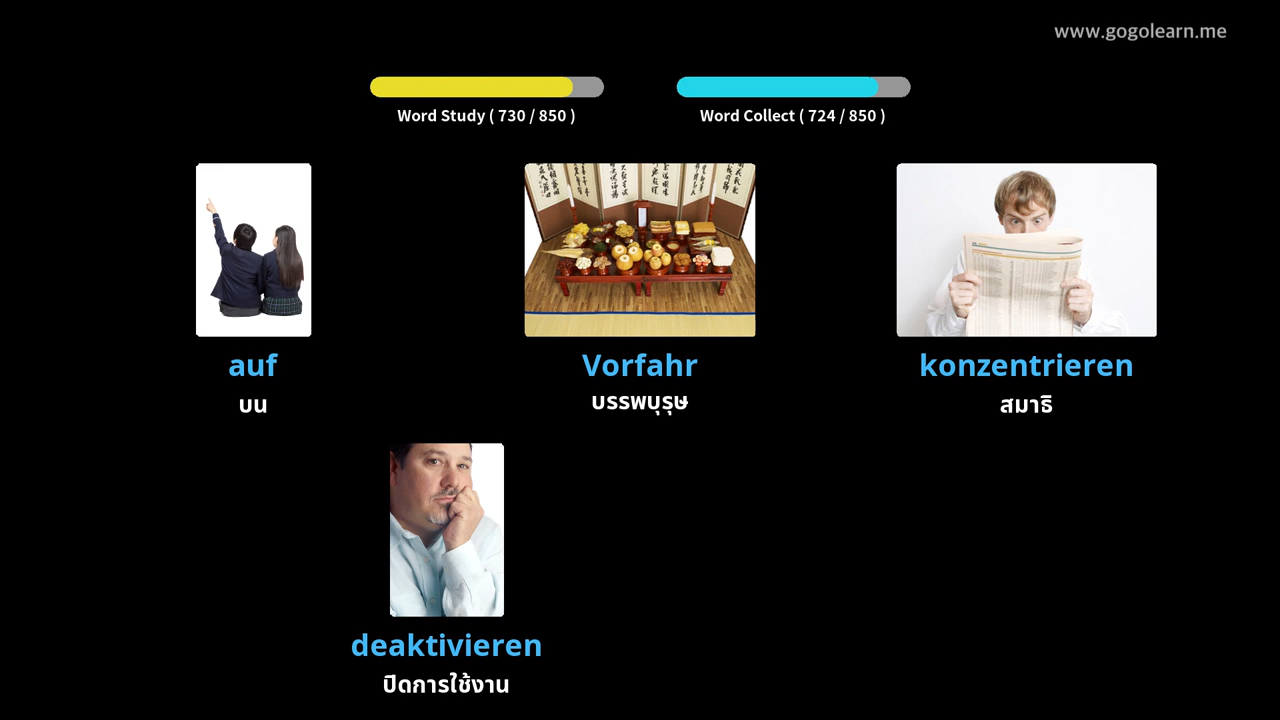 www.gogolearn.me
Word Study ( 730 / 850 )
Word Collect ( 724 / 850 )
auf
บน
Vorfahr
บรรพบุรุษ
konzentrieren
สมาธิ
deaktivieren
ปิดการใช้งาน